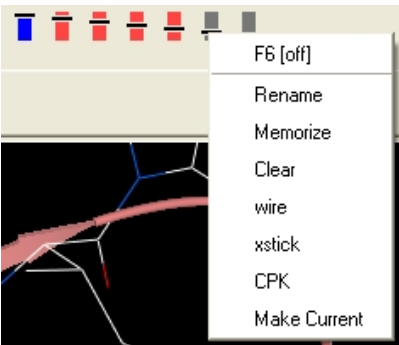 F6 [off]
Rename
Memorize
Clear
wire
xstick
CPK
Make Current